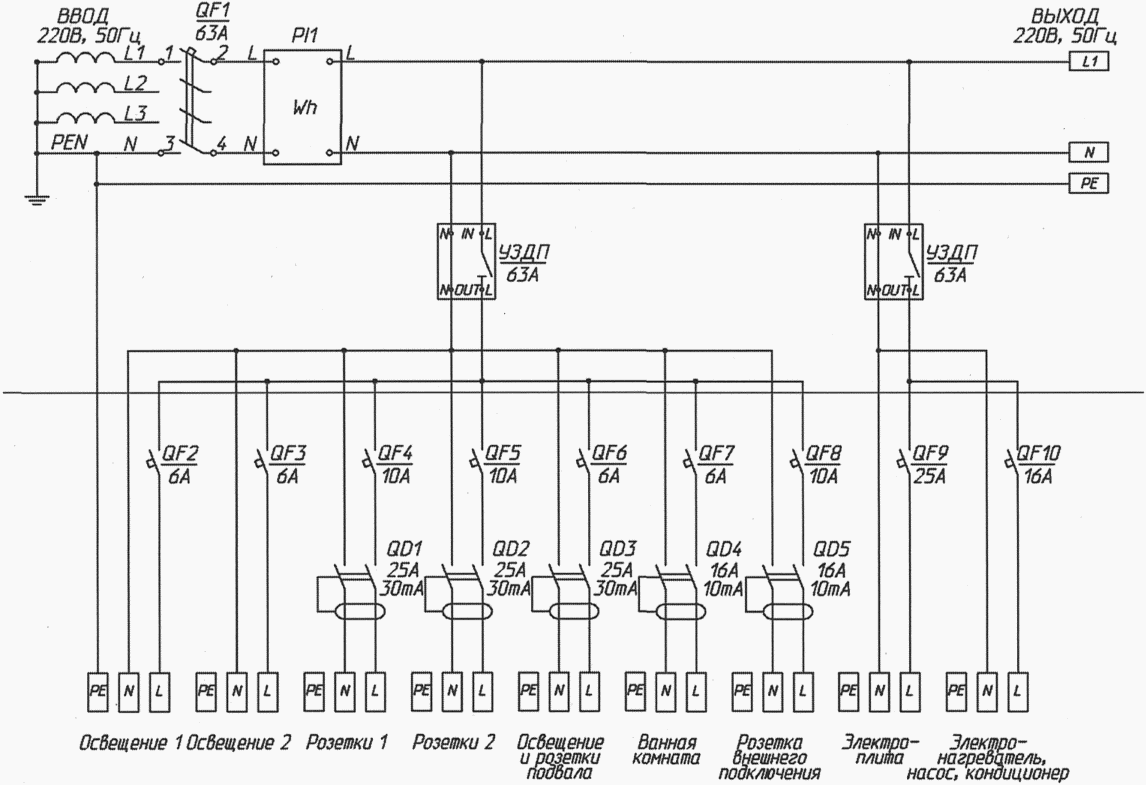 ВВОД
220В, 50Гц
QF1
63А
PI1
ВЫХОД
220В, 50Гц
L1 1 2 L L L1
L2
L3
Wh
PEN N 3 4 N N N
PE
N IN L
УЗДП
63А
N OUT L
N IN L
УЗДП
63А
N OUT L
QF2
6А
QF3
6А
QF4
10А
QF5
10А
QF6
6А
QF7
6А
QF8
10А
QF9
25А
QF10
16А
QD1
25А
30mA
QD2
25А
30mA
QD3
25А
30mA
QD4
16А
10mA
QD5
16А
10mA
PE N L PE N L PE N L PE N L PE N L PE N L PE N L PE N L PE N L
Освещение 1
Освещение 2
Розетки 1
Розетки 2
Освещение
и розетки
подвала
Ванная
комната
Розетка
внешнего
подключения
Электро-
плита
Электро-
нагреватель,
насос, кондиционер